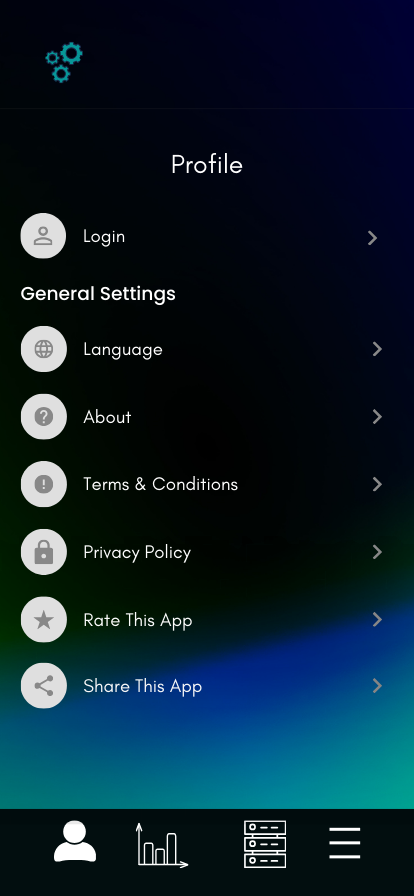 Profile
Login
General Settings
Language
About
Terms & Conditions
Privacy Policy
Rate This App
Share This App